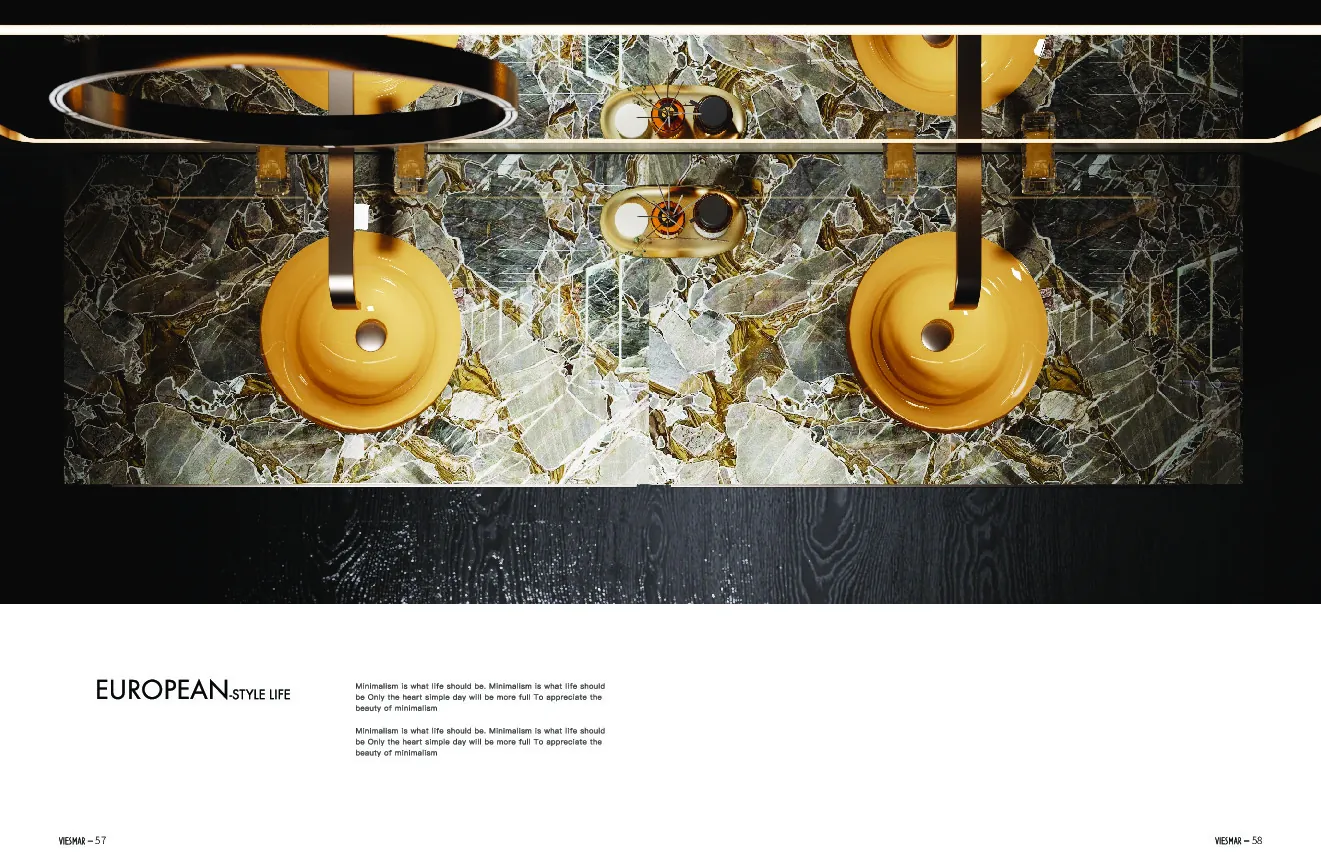 EUROPEAN-STYLE LIFE
Minimalism is what life should be. Minimalism is what life should
be Only the heart simple day will be more full To appreciate the
beauty of minimalism
Minimalism is what life should be. Minimalism is what life should
be Only the heart simple day will be more full To appreciate the
beauty of minimalism
VIESMAR — 57
VIESMAR — 58